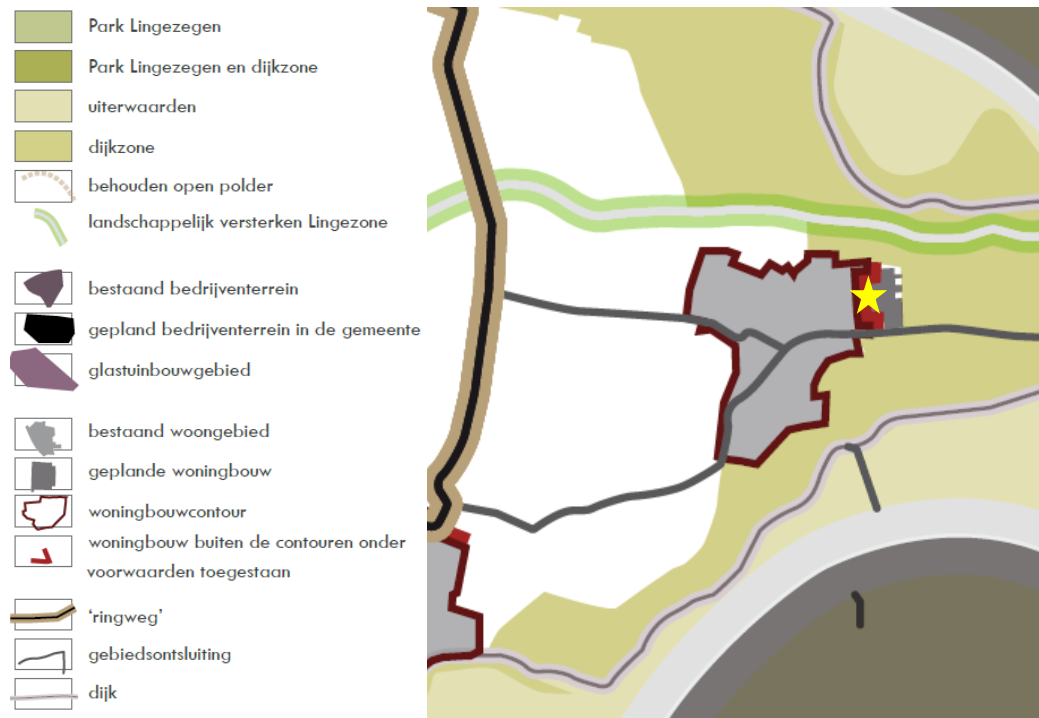 Park Lingezegen
Park Lingezegen en dijkzone
uiterwaarden
dijkzone
behouden open polder
landschappelijk versterken Lingezone
bestaand bedrijventerrein
gepland bedrijventerrein in de gemeente
glastuinbouwgebied
bestaand woongebied
geplande woningbouw
woningbouwcontour
woningbouw buiten de contouren onder
voorwaarden toegestaan
'ringweg'
gebiedsontsluiting
dijk